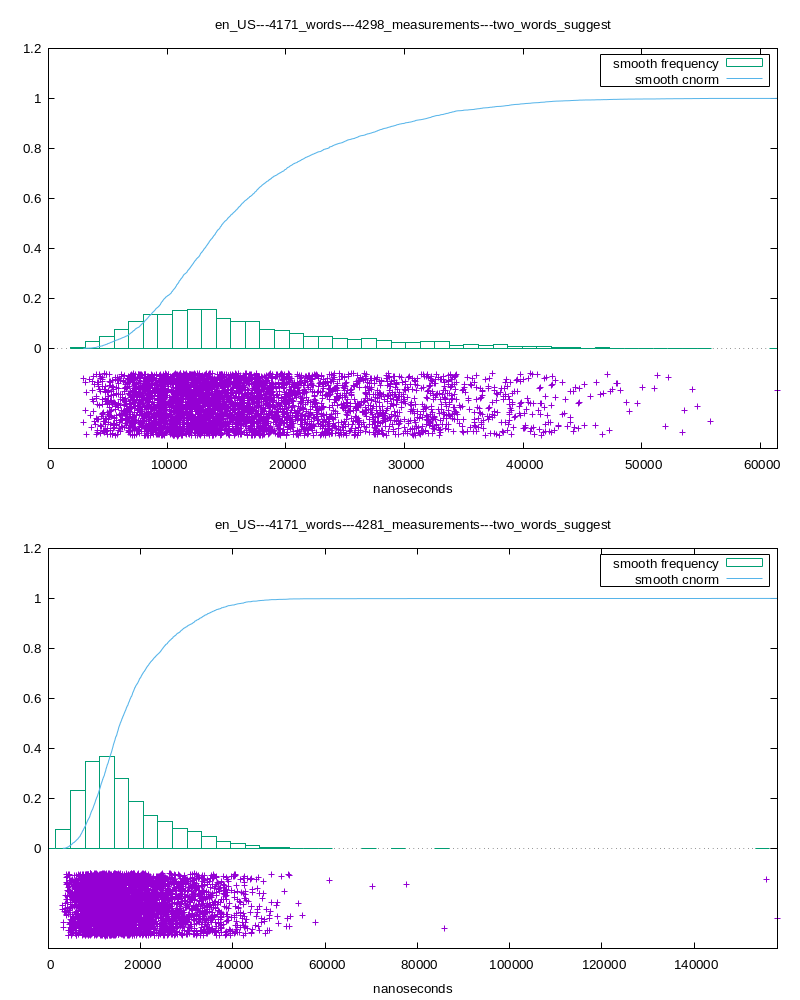 en_US---4171_words---4298_measurements---two_words_suggest
1.2
smooth frequency
smooth cnorm
1
0.8
0.6
0.4
0.2
0
0 10000 20000 30000 40000 50000 60000
nanoseconds
en_US---4171_words---4281_measurements---two_words_suggest
1.2
smooth frequency
smooth cnorm
1
0.8
0.6
0.4
0.2
0
0 20000 40000 60000 80000 100000 120000 140000
nanoseconds